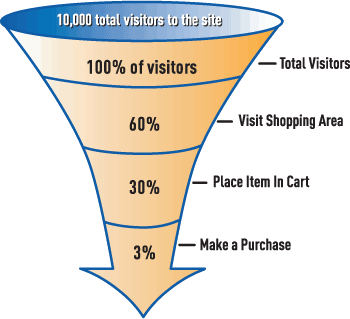 10,000 total visitors to the site
100% of visitors
Total Visitors
60%
Visit Shopping Area
30%
Place Item In Cart
3%
Make a Purchase